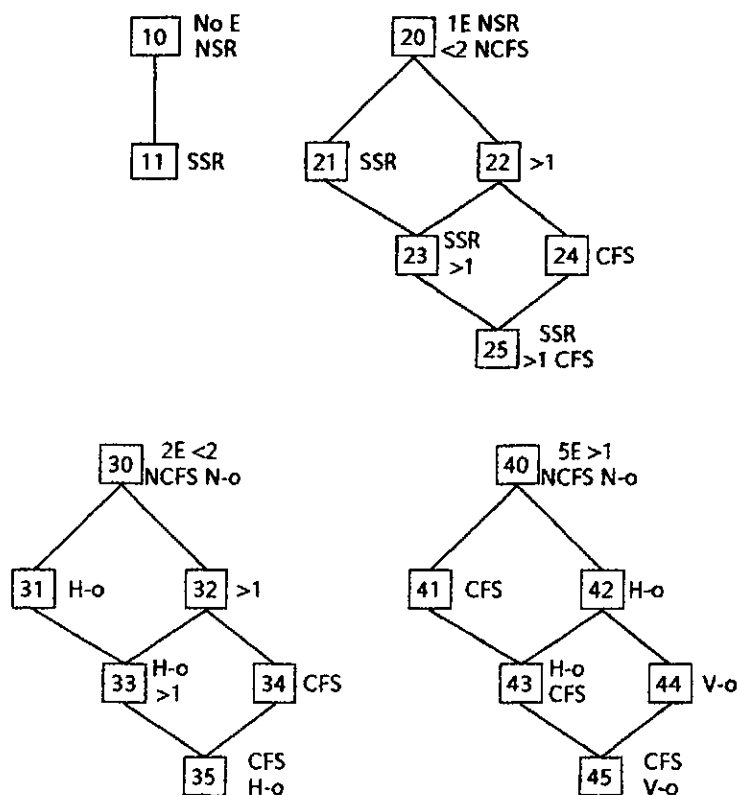 10 No E
NSR
11 SSR
20 1E NSR
<2 NCFS
21 SSR
22 >1
23 SSR
>1
24 CFS
25 SSR
>1 CFS
30 2E <2
NCFS N-o
31 H-o
32 >1
33 H-o
>1
34 CFS
35 CFS
H-o
40 5E >1
NCFS N-o
41 CFS
42 H-o
43 H-o
CFS
44 V-o
45 CFS
V-o